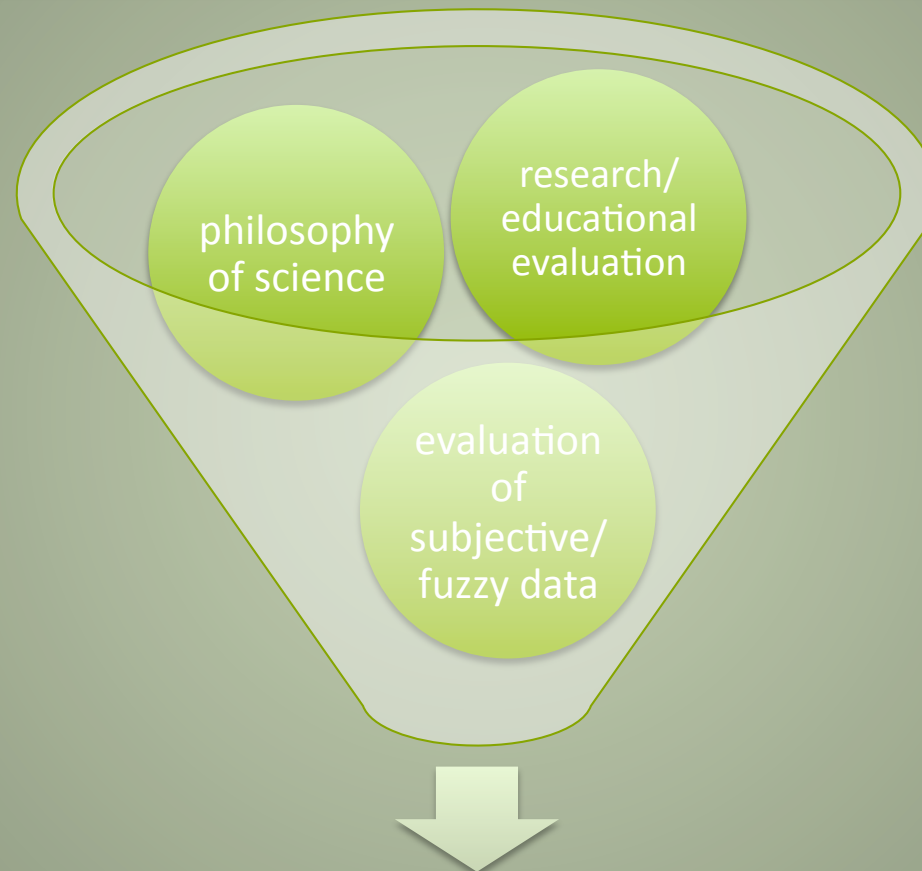 philosophy
of science
research/
educational
evaluation
evaluation
of
subjective/
fuzzy data